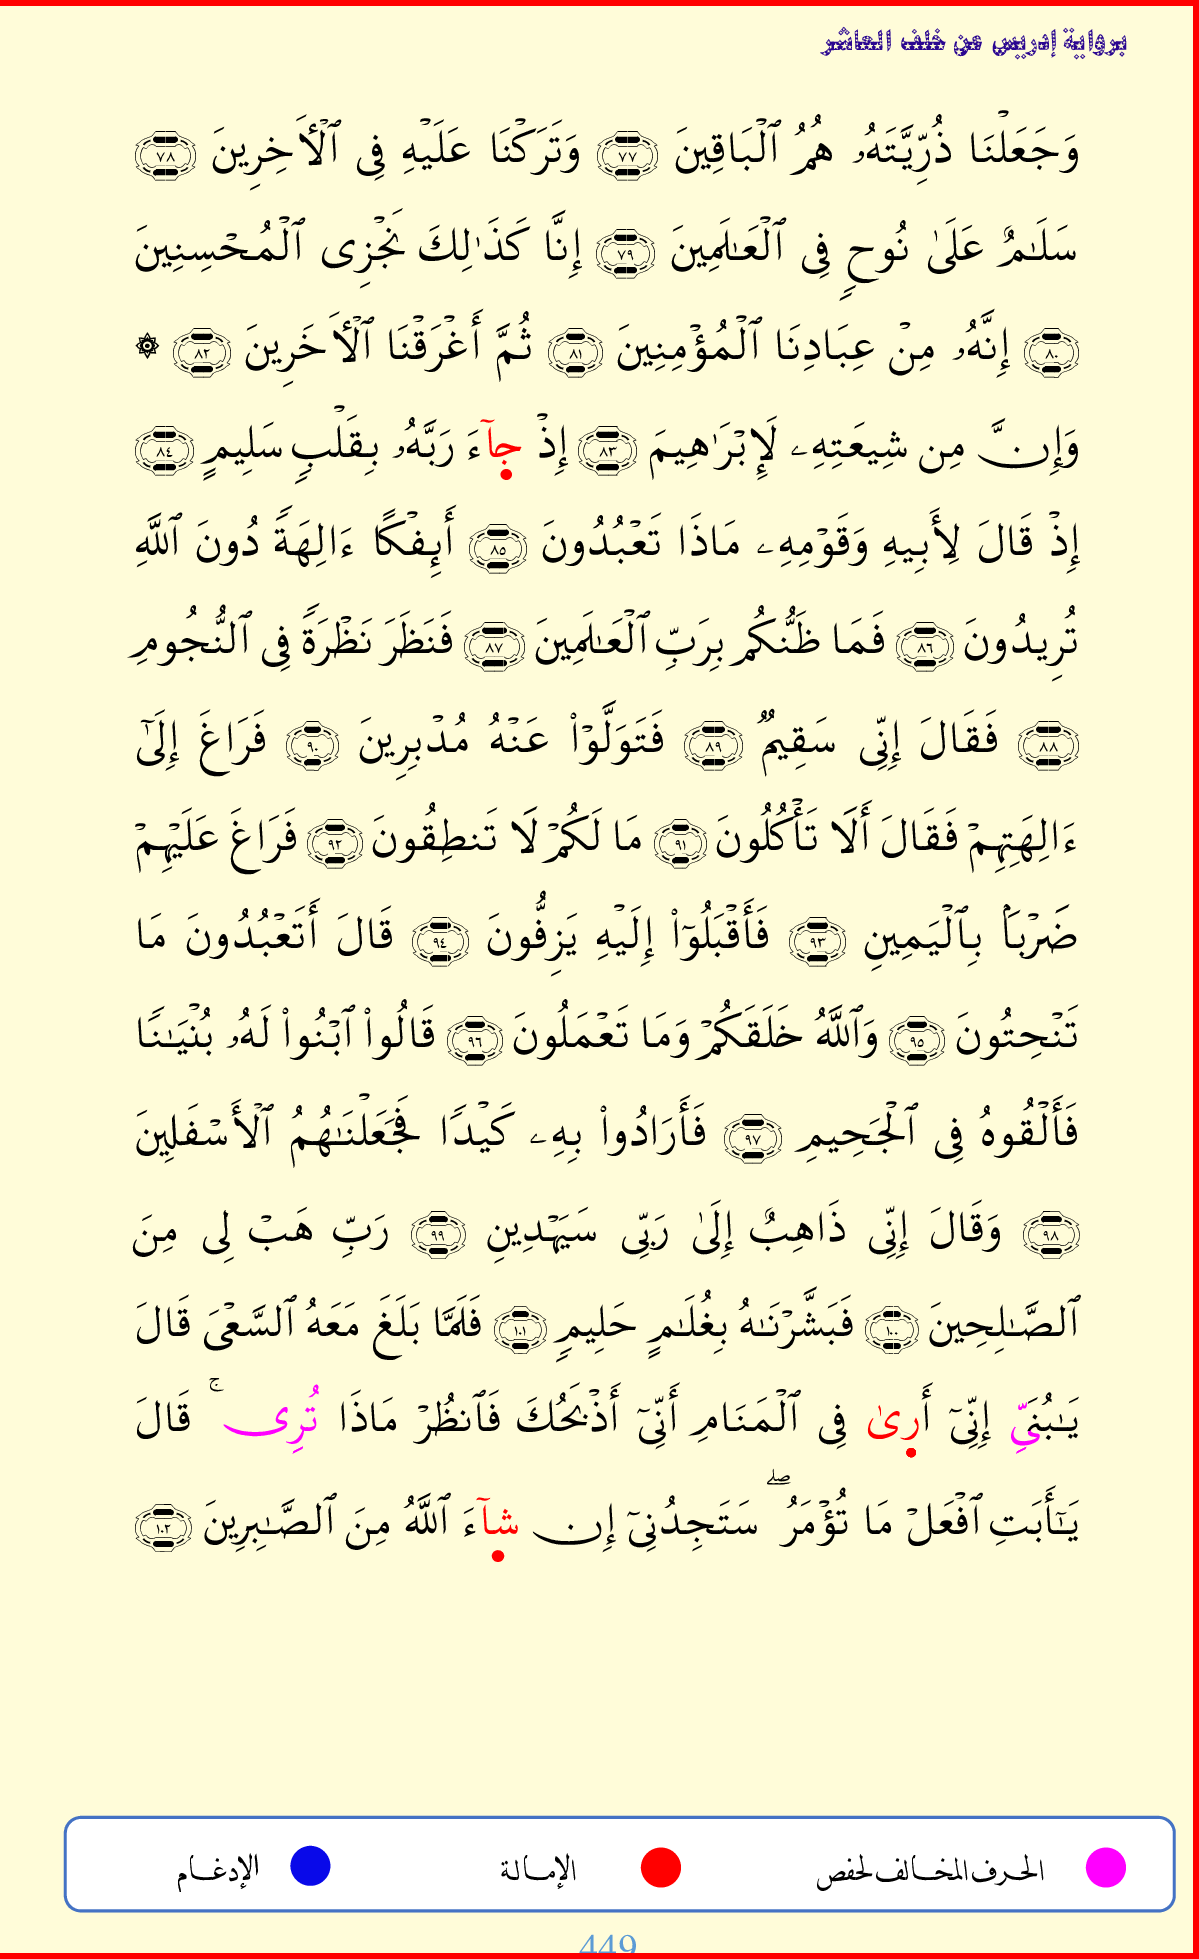 برواية إدريس عن خلف العاشر
وَجَعَلْنَا ذُرِّيَّتَهُۥ هُمُ ٱلْبَاقِينَ ٧٧ وَتَرَكْنَا عَلَيْهِ فِى ٱلْأَخِرِينَ ٧٨
سَلَـٰمٌ عَلَىٰ نُوحٍ فِى ٱلْعَـٰلَمِينَ ٧٩ إِنَّا كَذَٰلِكَ نَجْزِى ٱلْمُحْسِنِينَ
٨٠ إِنَّهُۥ مِنْ عِبَادِنَا ٱلْمُؤْمِنِينَ ٨١ ثُمَّ أَغْرَقْنَا ٱلْأَخَرِينَ ٨٢ ۞
وَإِنَّ مِن شِيعَتِهِۦ لَإِبْرَٰهِيمَ ٨٣ إِذْ جآءَ رَبَّهُۥ بِقَلْبٍ سَلِيمٍ ٨٤
إِذْ قَالَ لِأَبِيهِ وَقَوْمِهِۦ مَاذَا تَعْبُدُونَ ٨٥ أَئِفْكًا ءَالِهَةً دُونَ ٱللَّهِ
تُرِيدُونَ ٨٦ فَمَا ظَنُّكُم بِرَبِّ ٱلْعَـٰلَمِينَ ٨٧ فَنَظَرَ نَظْرَةً فِى ٱلنُّجُومِ
٨٨ فَقَالَ إِنِّى سَقِيمٌ ٨٩ فَتَوَلَّوْا۟ عَنْهُ مُدْبِرِينَ ٩٠ فَرَاغَ إِلَىٰٓ
ءَالِهَتِهِمْ فَقَالَ أَلَا تَأْكُلُونَ ٩١ مَا لَكُمْ لَا تَنطِقُونَ ٩٢ فَرَاغَ عَلَيْهِمْ
ضَرْبَاۢ بِٱلْيَمِينِ ٩٣ فَأَقْبَلُوٓا۟ إِلَيْهِ يَزِفُّونَ ٩٤ قَالَ أَتَعْبُدُونَ مَا
تَنْحِتُونَ ٩٥ وَٱللَّهُ خَلَقَكُمْ وَمَا تَعْمَلُونَ ٩٦ قَالُوا۟ ٱبْنُوا۟ لَهُۥ بُنْيَـٰنًا
فَأَلْقُوهُ فِى ٱلْجَحِيمِ ٩٧ فَأَرَادُوا۟ بِهِۦ كَيْدًا فَجَعَلْنَـٰهُمُ ٱلْأَسْفَلِينَ
٩٨ وَقَالَ إِنِّى ذَاهِبٌ إِلَىٰ رَبِّى سَيَهْدِينِ ٩٩ رَبِّ هَبْ لِى مِنَ
ٱلصَّـٰلِحِينَ ١٠٠ فَبَشَّرْنَـٰهُ بِغُلَـٰمٍ حَلِيمٍ ١٠١ فَلَمَّا بَلَغَ مَعَهُ ٱلسَّعْىَ قَالَ
يَـٰبُنَىِّ إِنِّىٓ أَرىٰ فِى ٱلْمَنَامِ أَنِّىٓ أَذْبَحُكَ فَٱنظُرْ مَاذَا تُرِى ۚ قَالَ
يَـٰٓأَبَتِ ٱفْعَلْ مَا تُؤْمَرُ ۖ سَتَجِدُنِىٓ إِن شآءَ ٱللَّهُ مِنَ ٱلصَّـٰبِرِينَ ١٠٢
الحرف المخالف لحفص الإمالة الإدغام
449